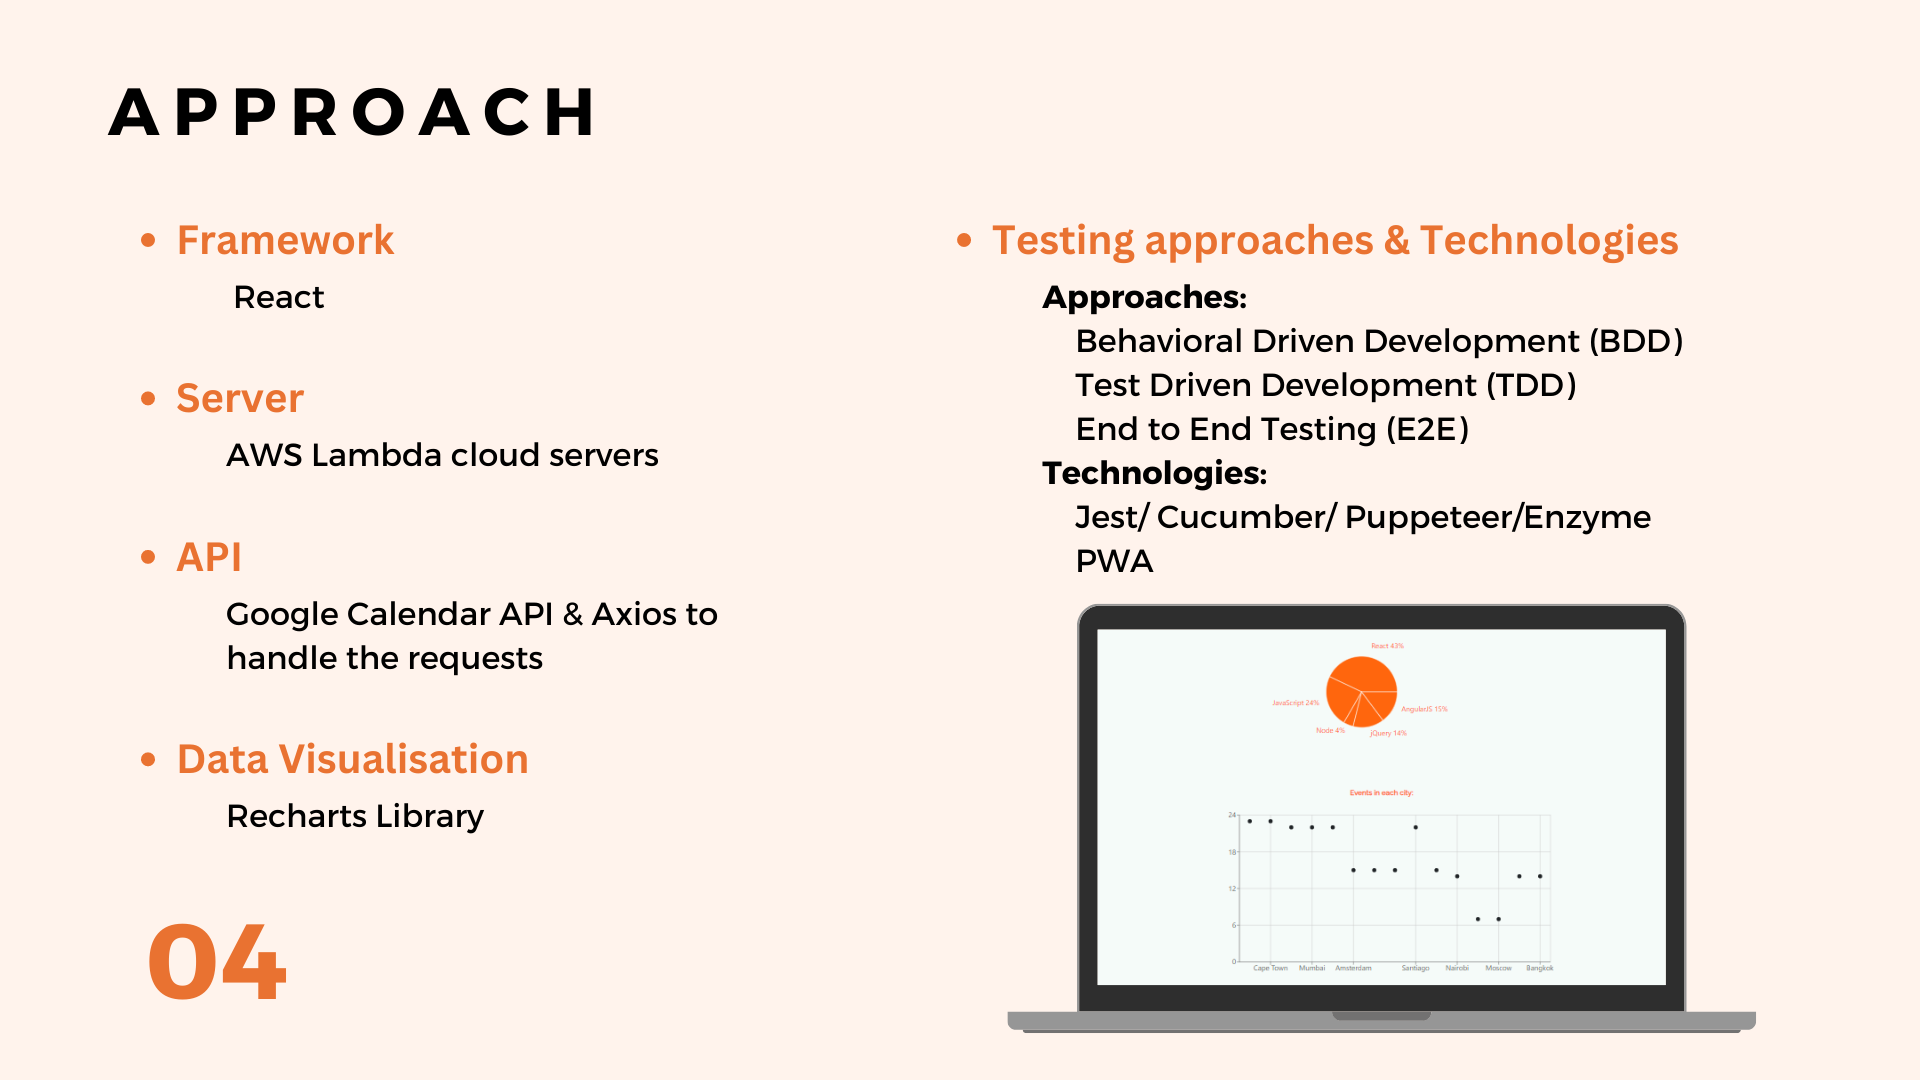 APPROACH
Framework
React
Server
AWS Lambda cloud servers
API
Google Calendar API & Axios to
handle the requests
Data Visualisation
Recharts Library
04
Testing approaches & Technologies
Approaches:
Behavioral Driven Development (BDD)
Test Driven Development (TDD)
End to End Testing (E2E)
Technologies:
Jest/ Cucumber/ Puppeteer/Enzyme
PWA
React 43%
JavaScript 24%
AngularJS 15%
Node 4%
jQuery 14%
Events in each city:
24
18
12
6
0
Cape Town Mumbai Amsterdam Santiago Nairobi Moscow Bangkok